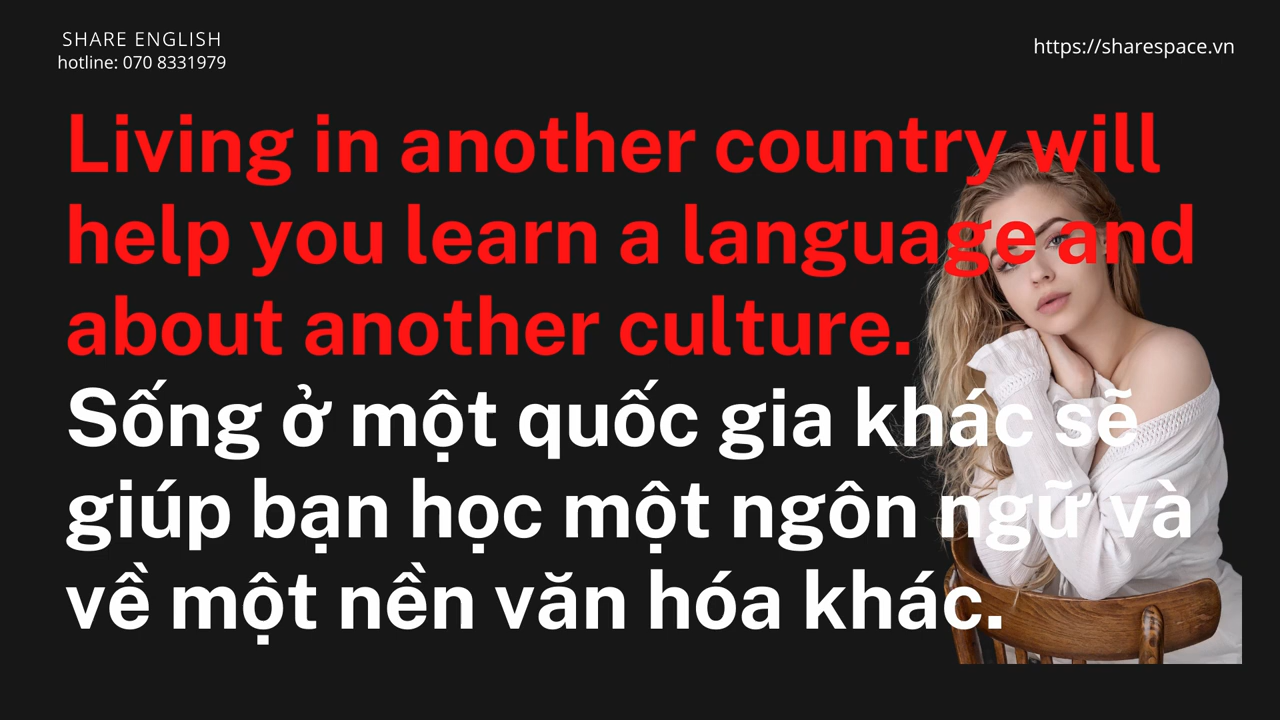 SHARE ENGLISH
hotline: 070 8331979
https://sharespace.vn
Living in another country will
help you learn a language and
about another culture.
Sống ở một quốc gia khác sẽ
giúp bạn học một ngôn ngữ và
về một nền văn hóa khác.